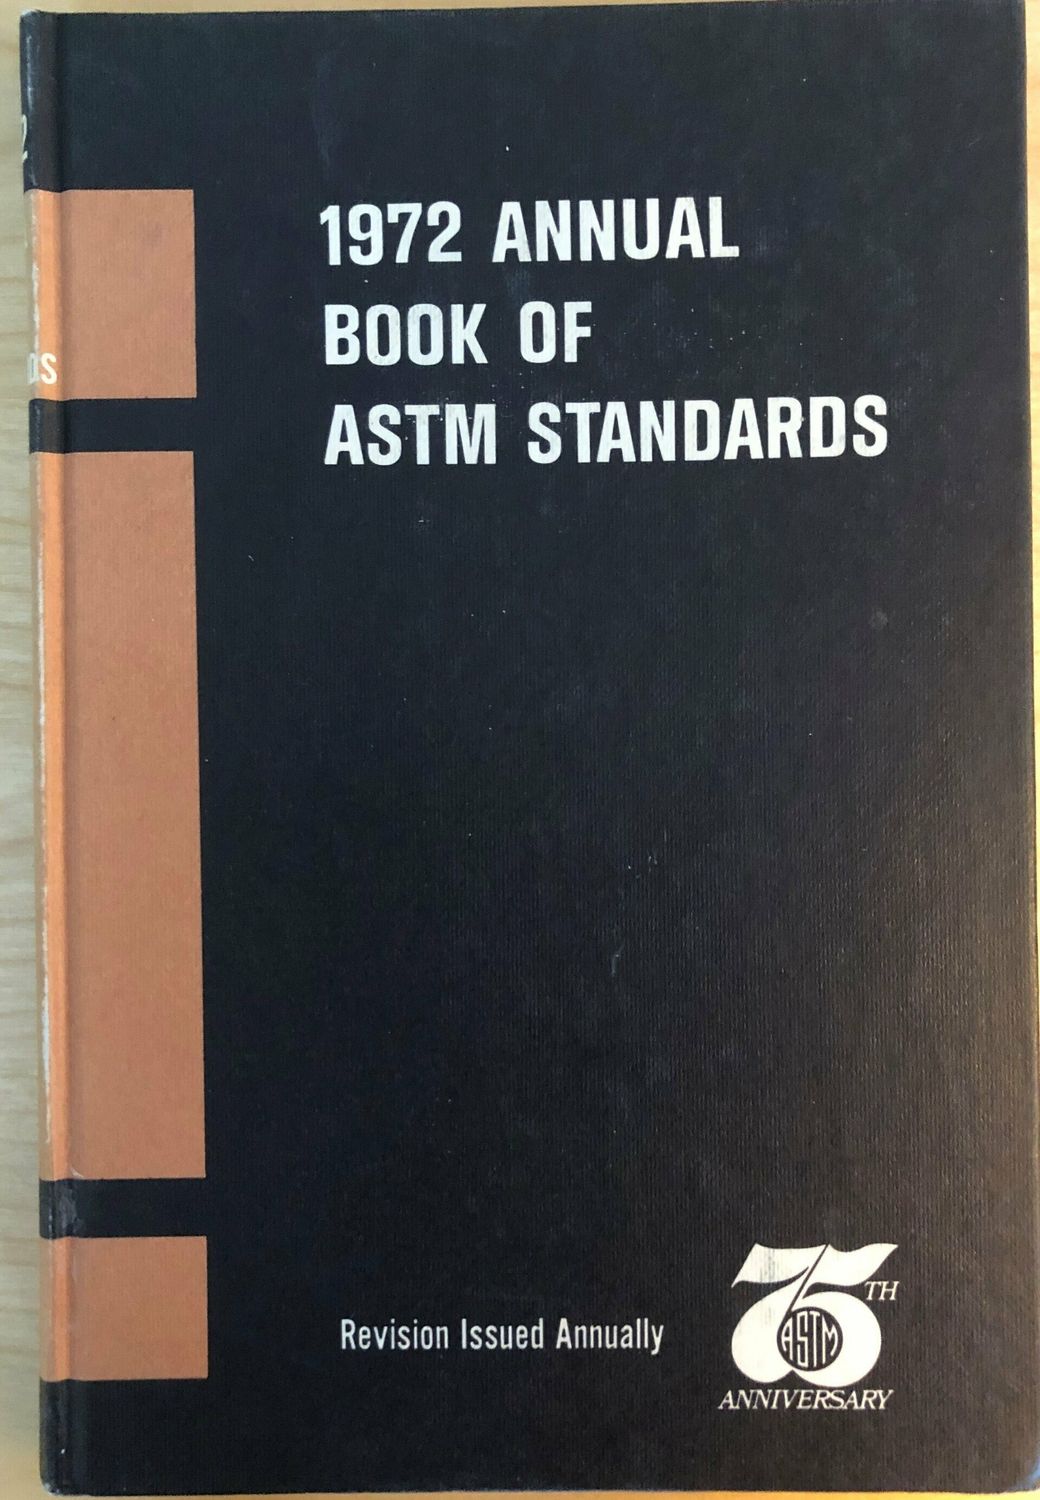 1972 ANNUAL
BOOK OF
ASTM STANDARDS
Revision Issued Annually
75TH
ASTM
ANNIVERSARY